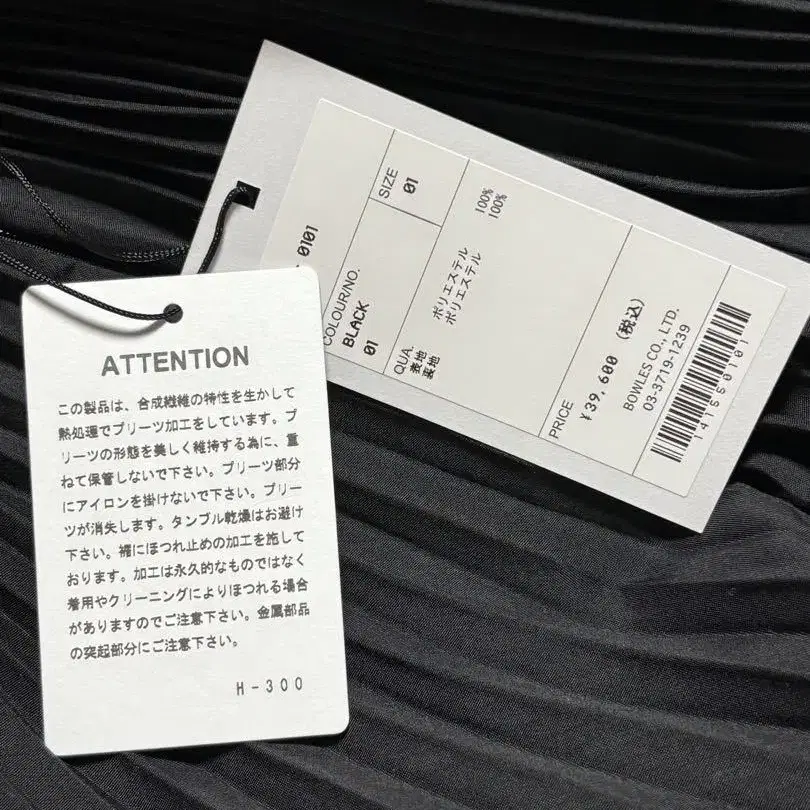 ATTENTION
この製品は、合成繊維の特性を生かして
熱処理でプリーツ加工をしています。プ
リーツの形態を美しく維持する為に、重
ねて保管しないで下さい。プリーツ部分
にアイロンを掛けないで下さい。プリー
ツが消失します。タンブル乾燥はお避け
下さい。裾にほつれ止めの加工を施して
おります。加工は永久的なものではなく
着用やクリーニングによりほつれる場合
がありますのでご注意下さい。金属部品
の突起部分にご注意下さい。
H-300
0101
COLOUR/NO.
BLACK
01
SIZE
01
QUA.
表地 ポリエステル 100%
裏地 ポリエステル 100%
PRICE
¥39,600 (税込)
BOWLES CO., LTD.
03-3719-1239
141550101